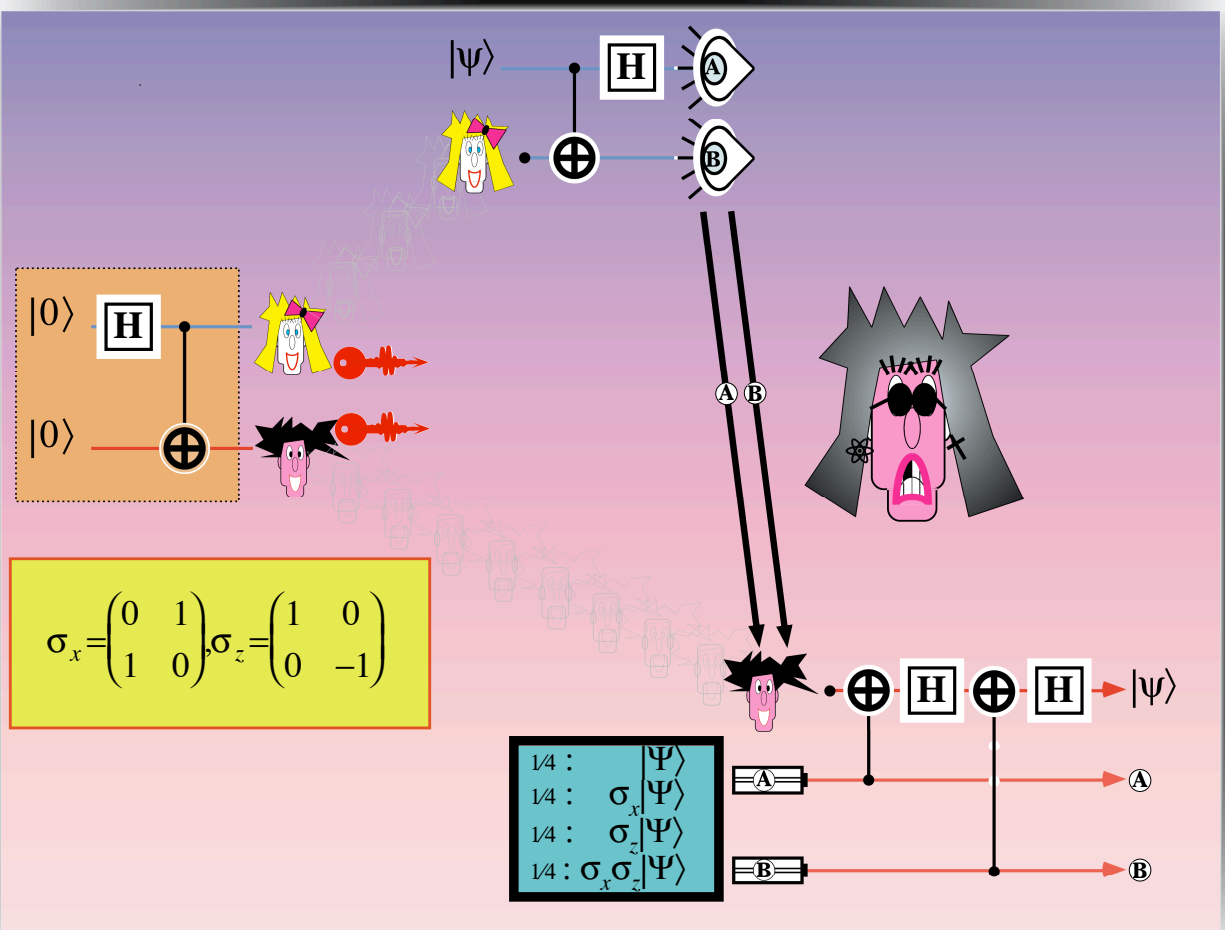 |ψ⟩ H A
B
|0⟩ H
|0⟩
A B
σx = (0 1 1 0), σz = (1 0 0 −1)
H H |ψ⟩
1/4 : |Ψ⟩
1/4 : σx|Ψ⟩
1/4 : σz|Ψ⟩
1/4 : σxσz|Ψ⟩
A A
B B